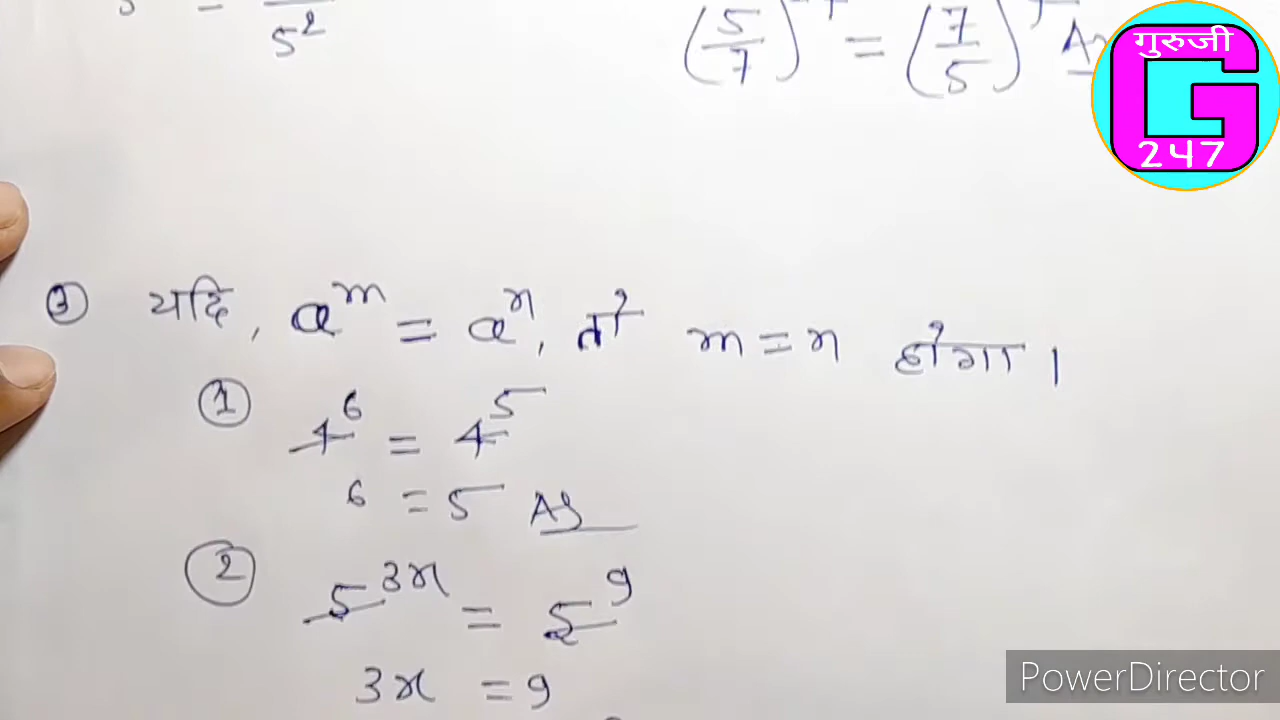 5²
(5/7) = (7/5)
गुरुजी
G
247
③ यदि, a^m = a^n, तो m = n होगा।
① 4^6 = 4^5
6 = 5 Ag
② 5^3x = 5^9
3x = 9
PowerDirector